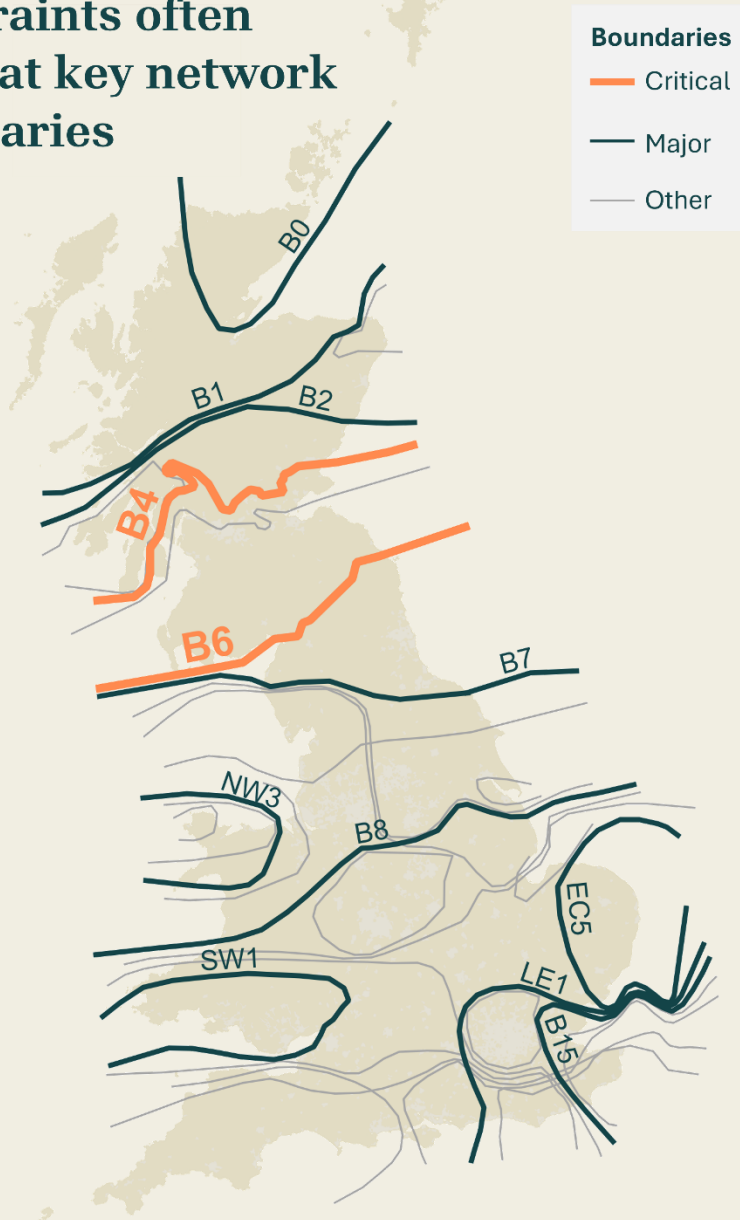 raints often
at key network
aries
Boundaries
Critical
Major
Other
B0
B1
B2
B4
B6
B7
NW3
B8
EC5
SW1
LE1
B15